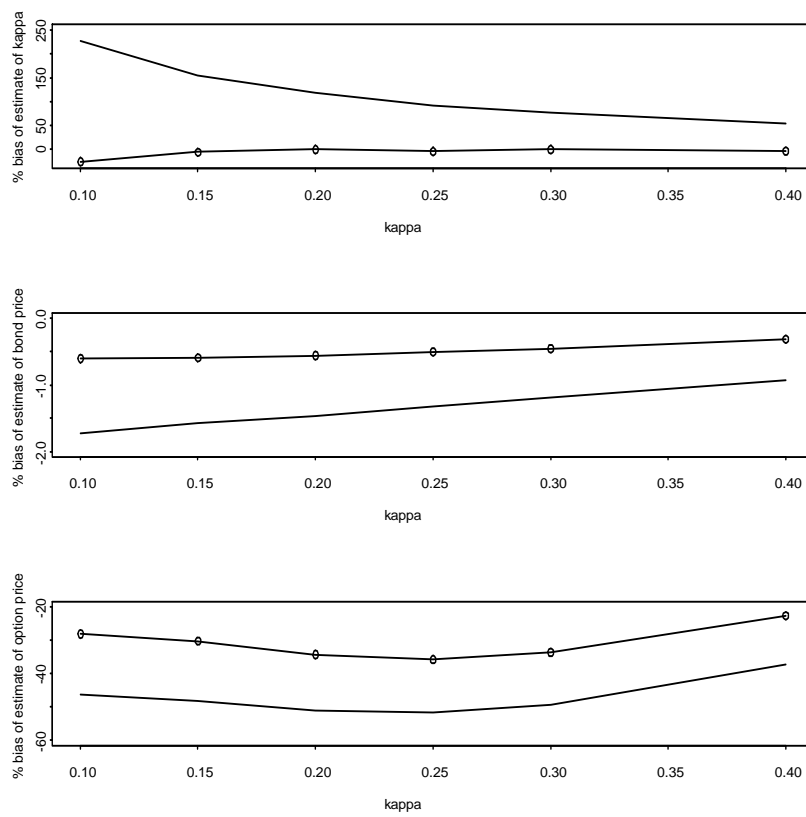 % bias of estimate of kappa
250
150
50
0
0.10 0.15 0.20 0.25 0.30 0.35 0.40
kappa
% bias of estimate of bond price
0.0
-1.0
-2.0
0.10 0.15 0.20 0.25 0.30 0.35 0.40
kappa
% bias of estimate of option price
-20
-40
-60
0.10 0.15 0.20 0.25 0.30 0.35 0.40
kappa